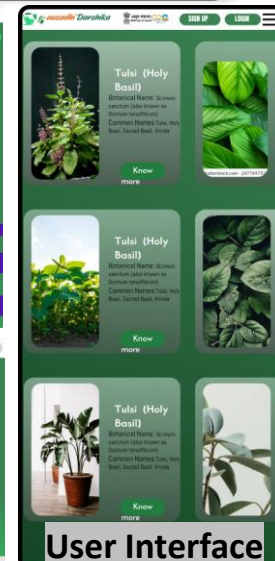 Ausadhi Darshika
SIGN UP
LOGIN
Tulsi (Holy
Basil)
Botanical Name: Ocimum
sanctum (also known as
Ocimum tenuiflorum)
Common Names: Tulsi, Holy
Basil, Sacred Basil, Vrinda
Know
more
Tulsi (Holy
Basil)
Botanical Name: Ocimum
sanctum (also known as
Ocimum tenuiflorum)
Common Names: Tulsi, Holy
Basil, Sacred Basil, Vrinda
Know
more
Tulsi (Holy
Basil)
Botanical Name: Ocimum
sanctum (also known as
Ocimum tenuiflorum)
Common Names: Tulsi, Holy
Basil, Sacred Basil, Vrinda
Know
more
User Interface